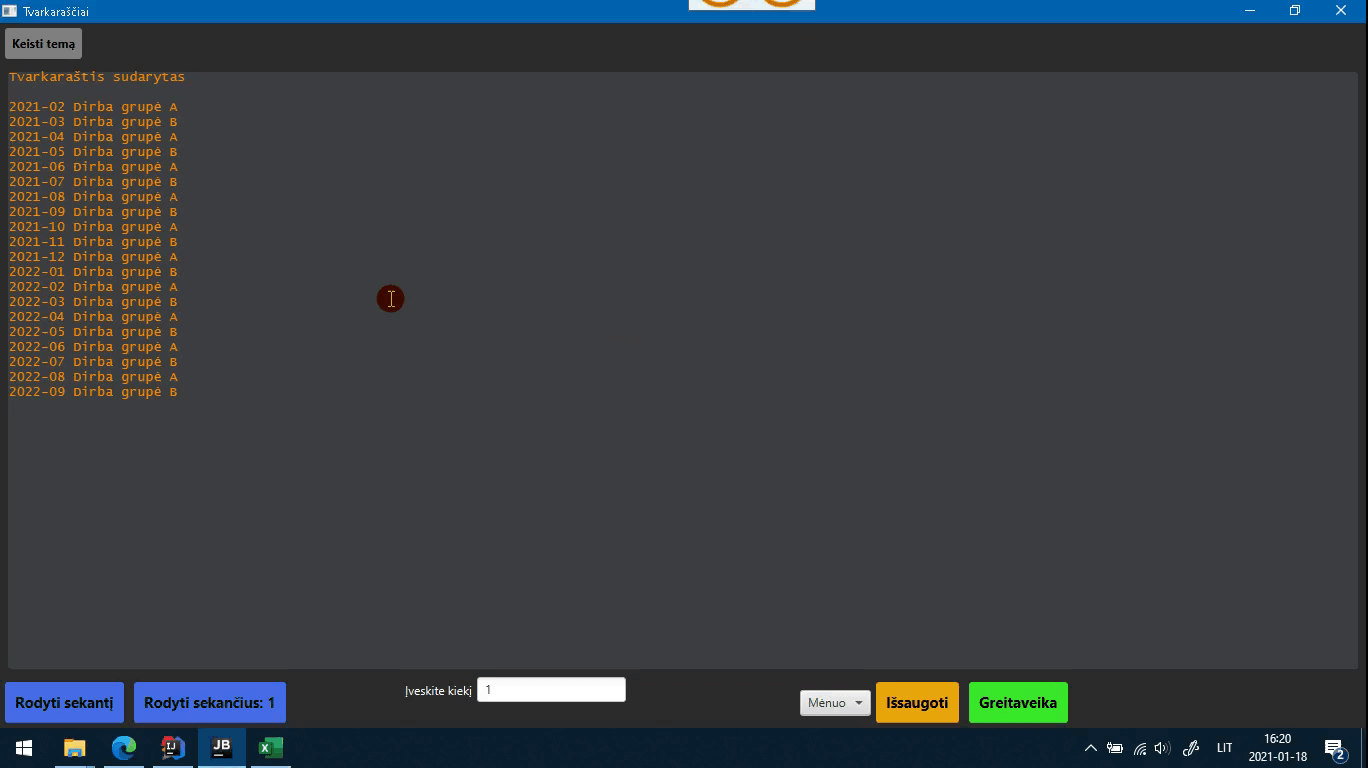 Tvarkaraščiai
Keisti temą
Tvarkaraštis sudarytas
2021-02 Dirba grupė A
2021-03 Dirba grupė B
2021-04 Dirba grupė A
2021-05 Dirba grupė B
2021-06 Dirba grupė A
2021-07 Dirba grupė B
2021-08 Dirba grupė A
2021-09 Dirba grupė B
2021-10 Dirba grupė A
2021-11 Dirba grupė B
2021-12 Dirba grupė A
2022-01 Dirba grupė B
2022-02 Dirba grupė A
2022-03 Dirba grupė B
2022-04 Dirba grupė A
2022-05 Dirba grupė B
2022-06 Dirba grupė A
2022-07 Dirba grupė B
2022-08 Dirba grupė A
2022-09 Dirba grupė B
Rodyti sekantį
Rodyti sekančius: 1
Įveskite kiekį
1
Mėnuo
Išsaugoti
Greitaveika
IJ
JB
LIT
16:20
2021-01-18
2